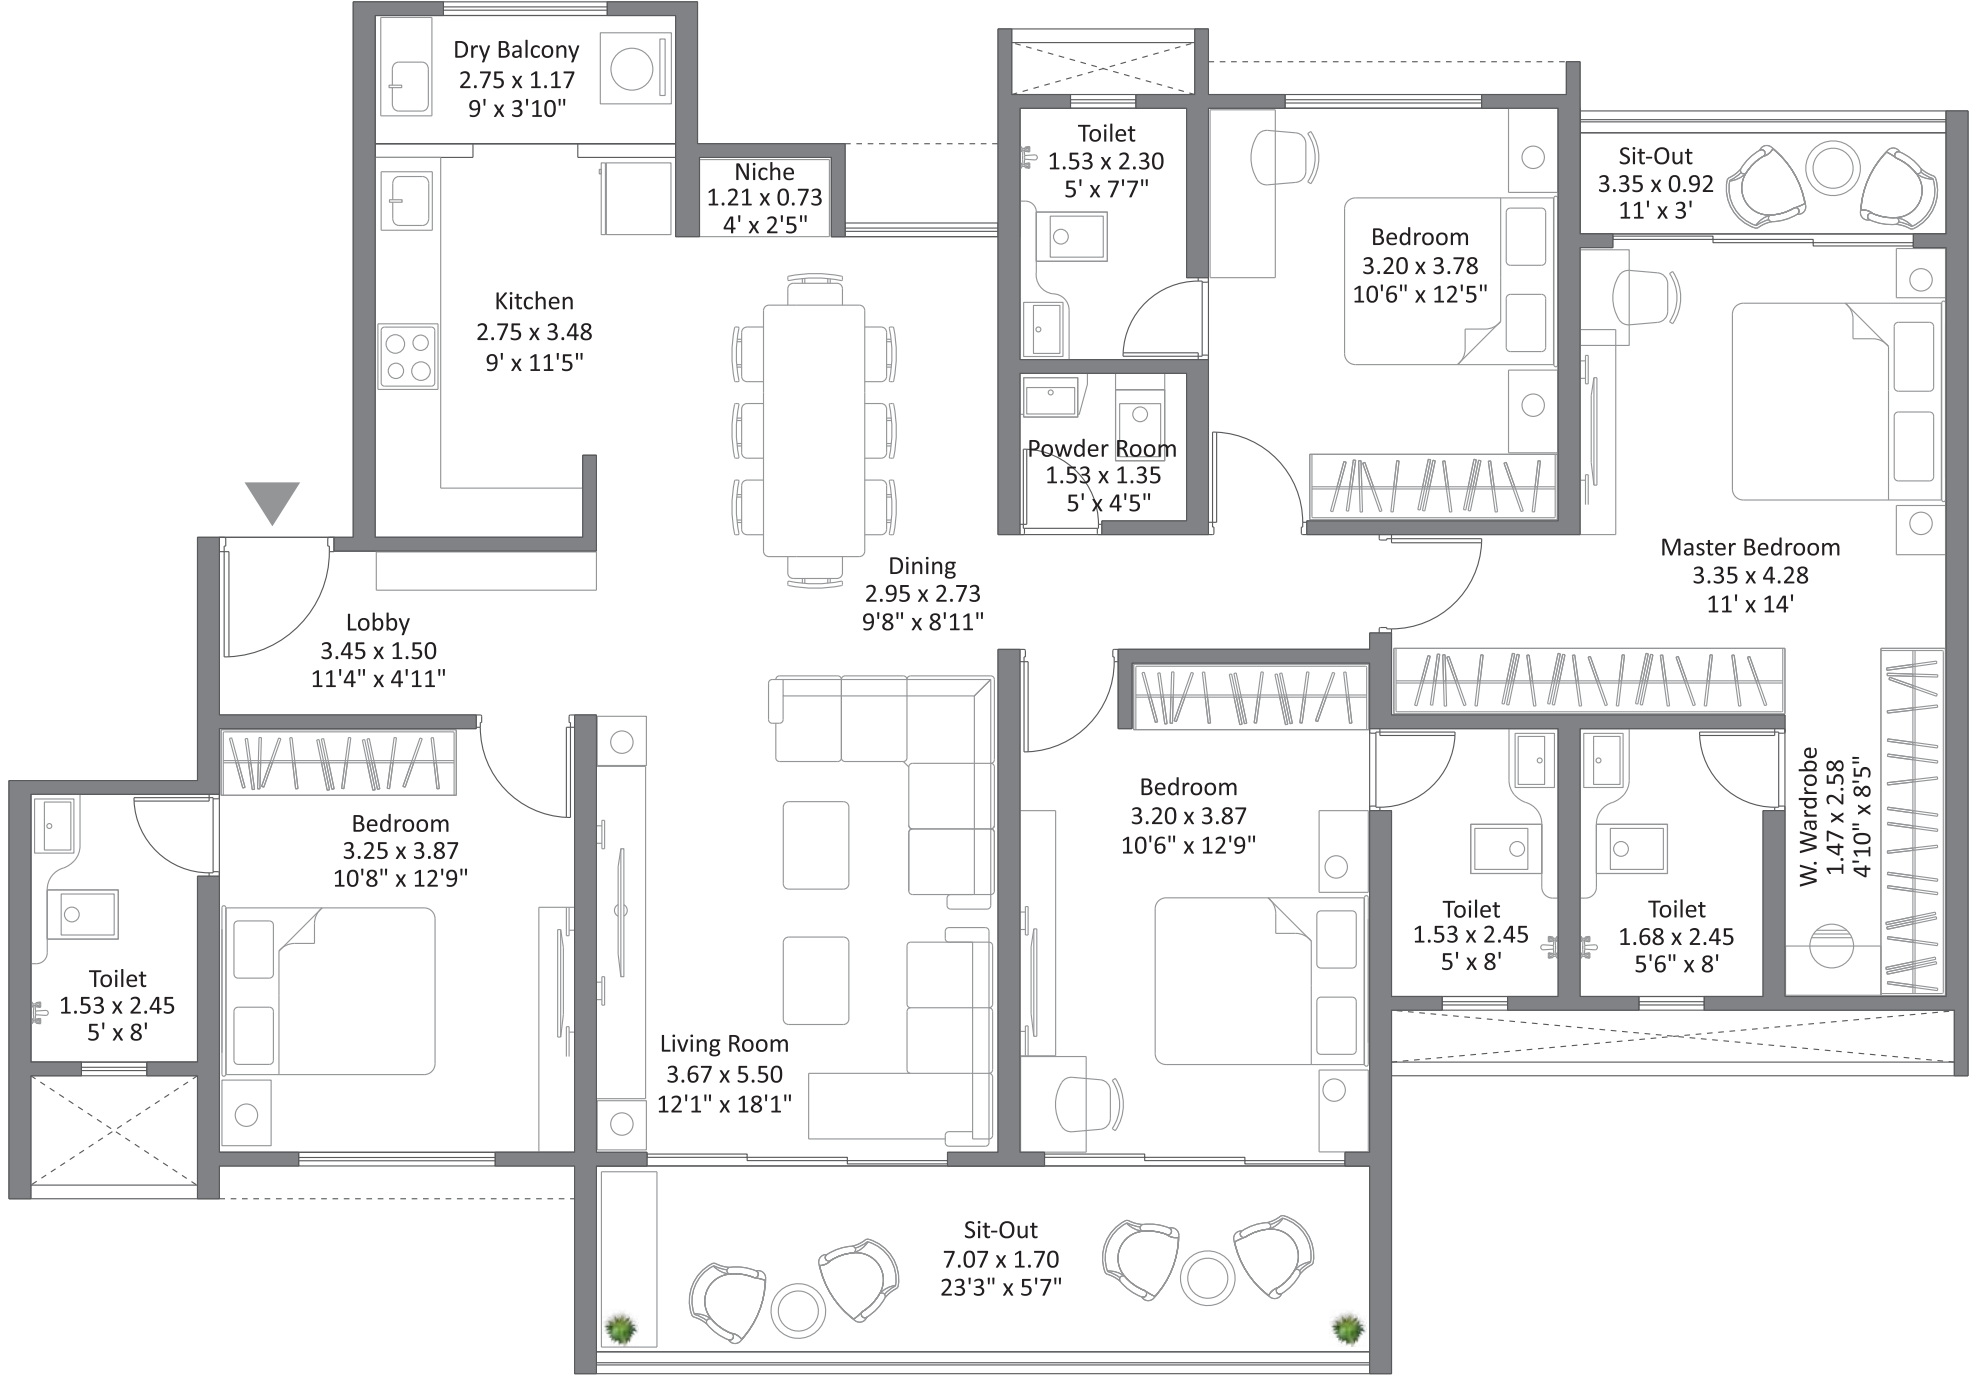 Dry Balcony
2.75 x 1.17
9' x 3'10"
Niche
1.21 x 0.73
4' x 2'5"
Toilet
1.53 x 2.30
5' x 7'7"
Bedroom
3.20 x 3.78
10'6" x 12'5"
Sit-Out
3.35 x 0.92
11' x 3'
Kitchen
2.75 x 3.48
9' x 11'5"
Powder Room
1.53 x 1.35
5' x 4'5"
Master Bedroom
3.35 x 4.28
11' x 14'
Dining
2.95 x 2.73
9'8" x 8'11"
Lobby
3.45 x 1.50
11'4" x 4'11"
Bedroom
3.25 x 3.87
10'8" x 12'9"
Bedroom
3.20 x 3.87
10'6" x 12'9"
W. Wardrobe
1.47 x 2.58
4'10" x 8'5"
Toilet
1.53 x 2.45
5' x 8'
Toilet
1.53 x 2.45
5' x 8'
Toilet
1.68 x 2.45
5'6" x 8'
Living Room
3.67 x 5.50
12'1" x 18'1"
Sit-Out
7.07 x 1.70
23'3" x 5'7"